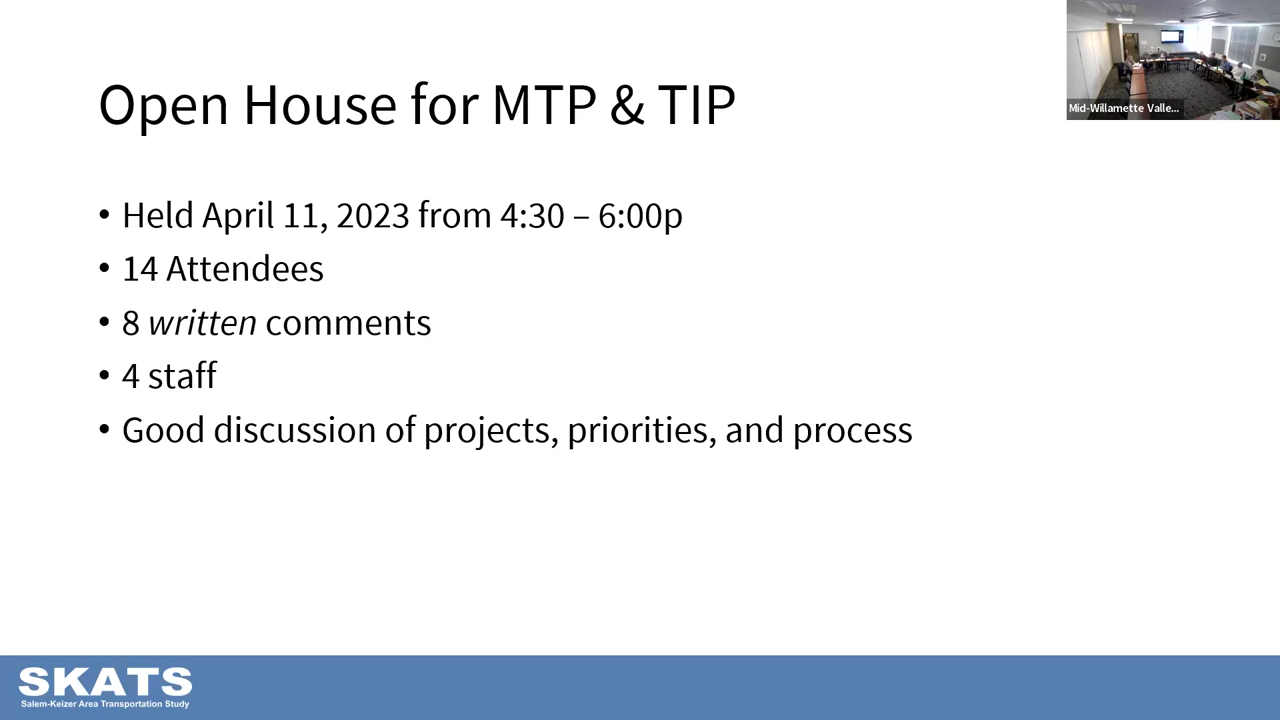 Open House for MTP & TIP
Mid-Willamette Valle...
• Held April 11, 2023 from 4:30 – 6:00p
• 14 Attendees
• 8 written comments
• 4 staff
• Good discussion of projects, priorities, and process
SKATS
Salem-Keizer Area Transportation Study